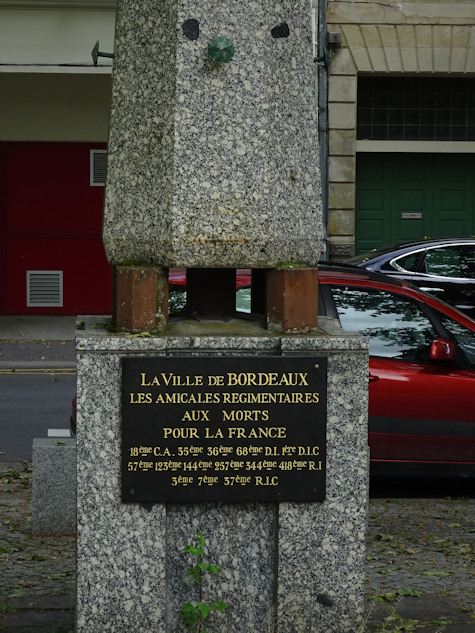 LA VILLE DE BORDEAUX
LES AMICALES REGIMENTAIRES
AUX MORTS
POUR LA FRANCE
18ème C.A. 35ème 36ème 68ème D.I. 1ère D.I.C
57ème 123ème 144ème 257ème 344ème 418ème R.I
3ème 7ème 37ème R.I.C